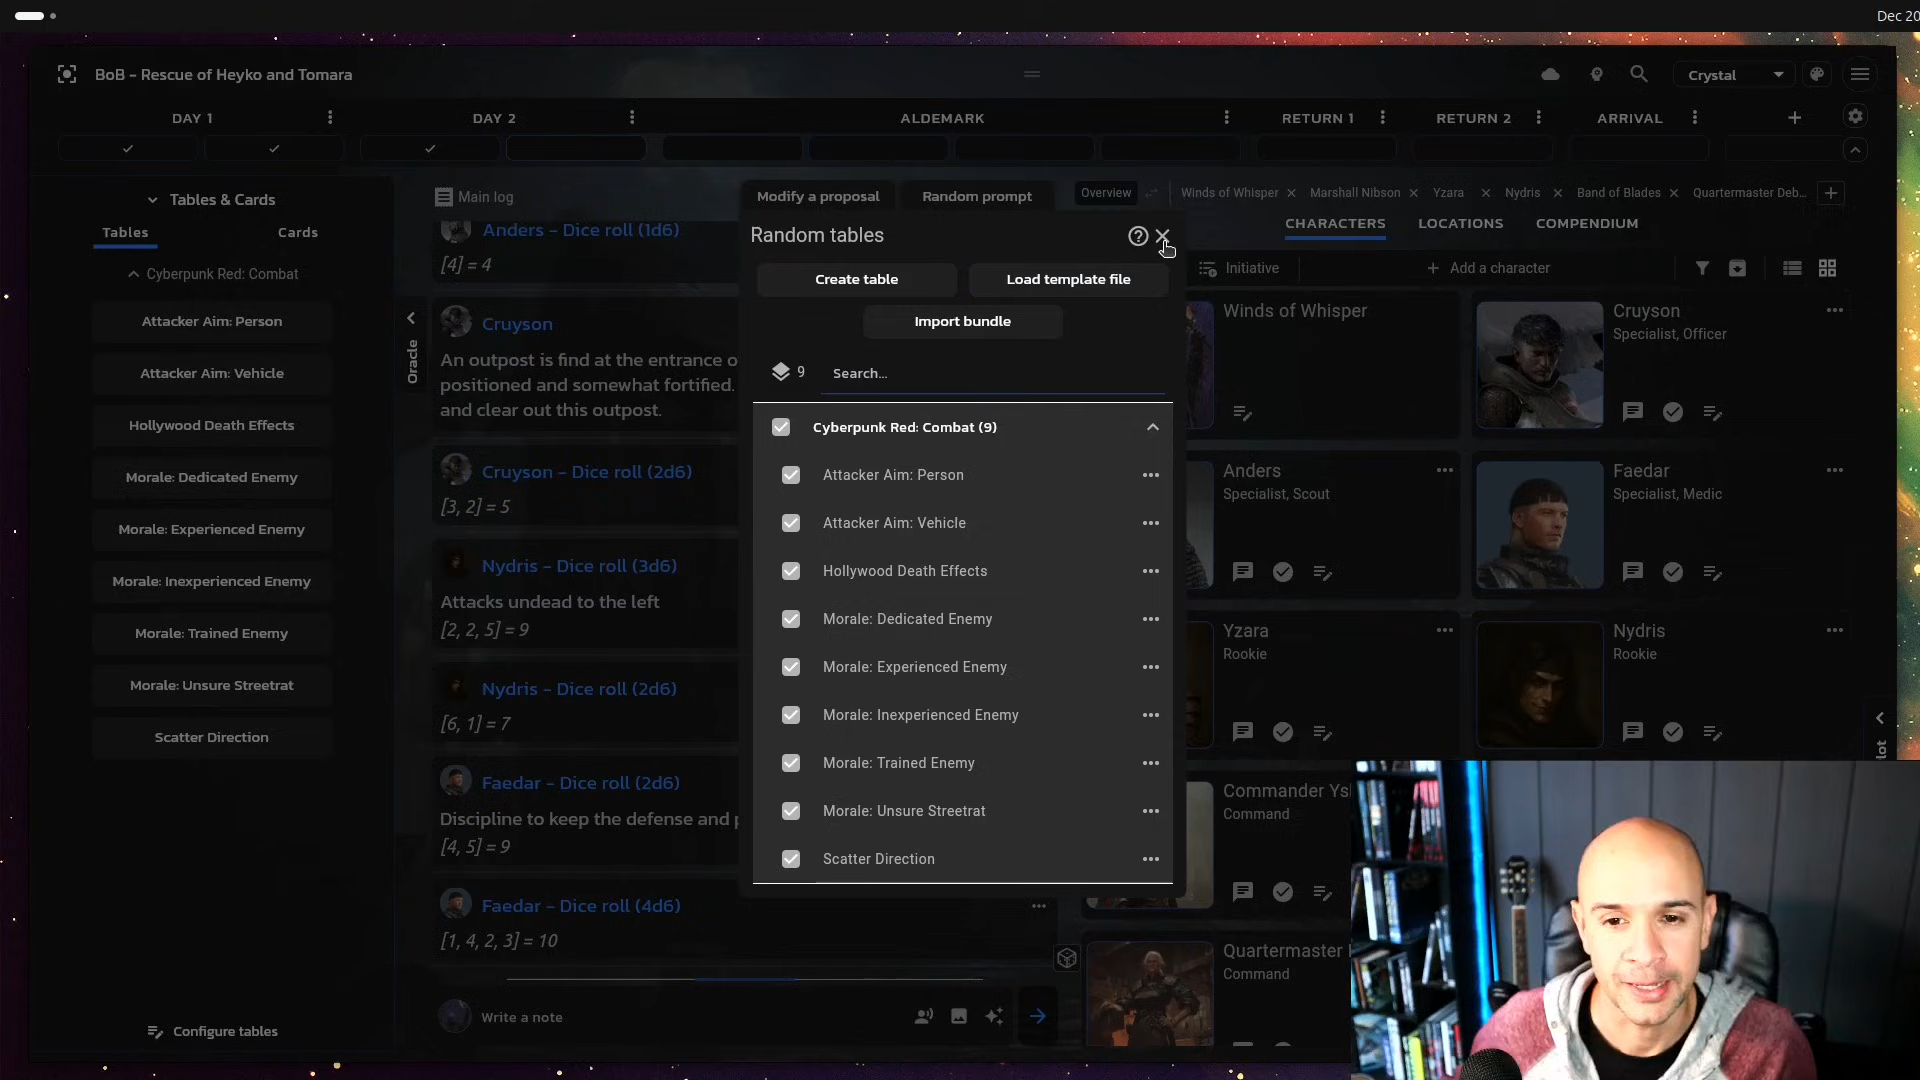 Dec 20
BoB - Rescue of Heyko and Tomara
Crystal
DAY 1
DAY 2
ALDEMARK
RETURN 1
RETURN 2
ARRIVAL
Tables & Cards
Tables
Cards
Cyberpunk Red: Combat
Attacker Aim: Person
Attacker Aim: Vehicle
Hollywood Death Effects
Morale: Dedicated Enemy
Morale: Experienced Enemy
Morale: Inexperienced Enemy
Morale: Trained Enemy
Morale: Unsure Streetrat
Scatter Direction
Configure tables
Oracle
Main log
Anders - Dice roll (1d6)
[4] = 4
Cruyson
An outpost is find at the entrance o
positioned and somewhat fortified.
and clear out this outpost.
Cruyson - Dice roll (2d6)
[3, 2] = 5
Nydris - Dice roll (3d6)
Attacks undead to the left
[2, 2, 5] = 9
Nydris - Dice roll (2d6)
[6, 1] = 7
Faedar - Dice roll (2d6)
Discipline to keep the defense and p
[4, 5] = 9
Faedar - Dice roll (4d6)
[1, 4, 2, 3] = 10
Write a note
Modify a proposal
Random prompt
Random tables
Create table
Load template file
Import bundle
9
Search...
Cyberpunk Red: Combat (9)
Attacker Aim: Person
Attacker Aim: Vehicle
Hollywood Death Effects
Morale: Dedicated Enemy
Morale: Experienced Enemy
Morale: Inexperienced Enemy
Morale: Trained Enemy
Morale: Unsure Streetrat
Scatter Direction
Overview
Winds of Whisper
Marshall Nibson
Yzara
Nydris
Band of Blades
Quartermaster Deb...
CHARACTERS
LOCATIONS
COMPENDIUM
Initiative
Add a character
Winds of Whisper
Cruyson
Specialist, Officer
Anders
Specialist, Scout
Faedar
Specialist, Medic
Yzara
Rookie
Nydris
Rookie
Commander Ys
Command
Quartermaster
Command